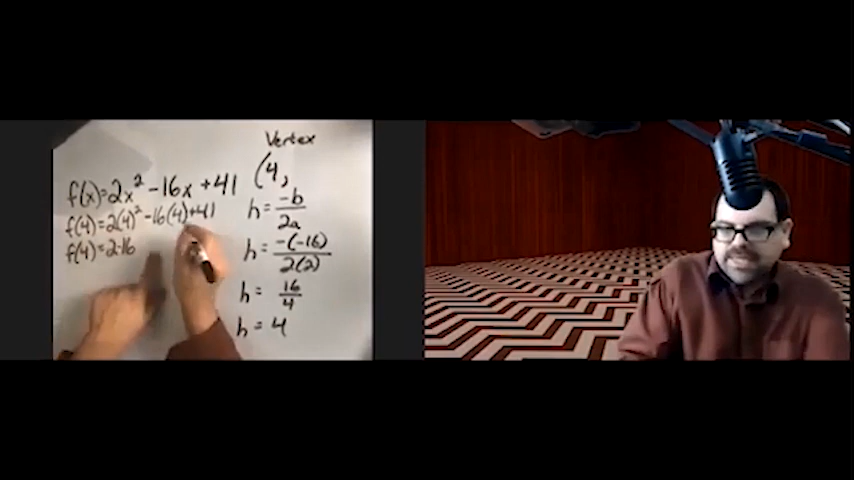 f(x)=2x² -16x +41
f(4)=2(4)² -16(4)+41
f(4)=2·16
Vertex
(4,
h = -b/2a
h = -(-16)/2(2)
h = 16/4
h = 4